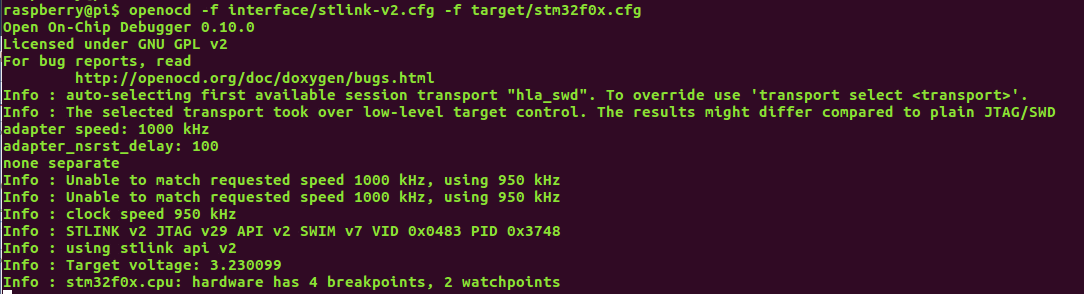 raspberry@pi$ openocd -f interface/stlink-v2.cfg -f target/stm32f0x.cfg
Open On-Chip Debugger 0.10.0
Licensed under GNU GPL v2
For bug reports, read
        http://openocd.org/doc/doxygen/bugs.html
Info : auto-selecting first available session transport "hla_swd". To override use 'transport select <transport>'.
Info : The selected transport took over low-level target control. The results might differ compared to plain JTAG/SWD
adapter speed: 1000 kHz
adapter_nsrst_delay: 100
none separate
Info : Unable to match requested speed 1000 kHz, using 950 kHz
Info : Unable to match requested speed 1000 kHz, using 950 kHz
Info : clock speed 950 kHz
Info : STLINK v2 JTAG v29 API v2 SWIM v7 VID 0x0483 PID 0x3748
Info : using stlink api v2
Info : Target voltage: 3.230099
Info : stm32f0x.cpu: hardware has 4 breakpoints, 2 watchpoints